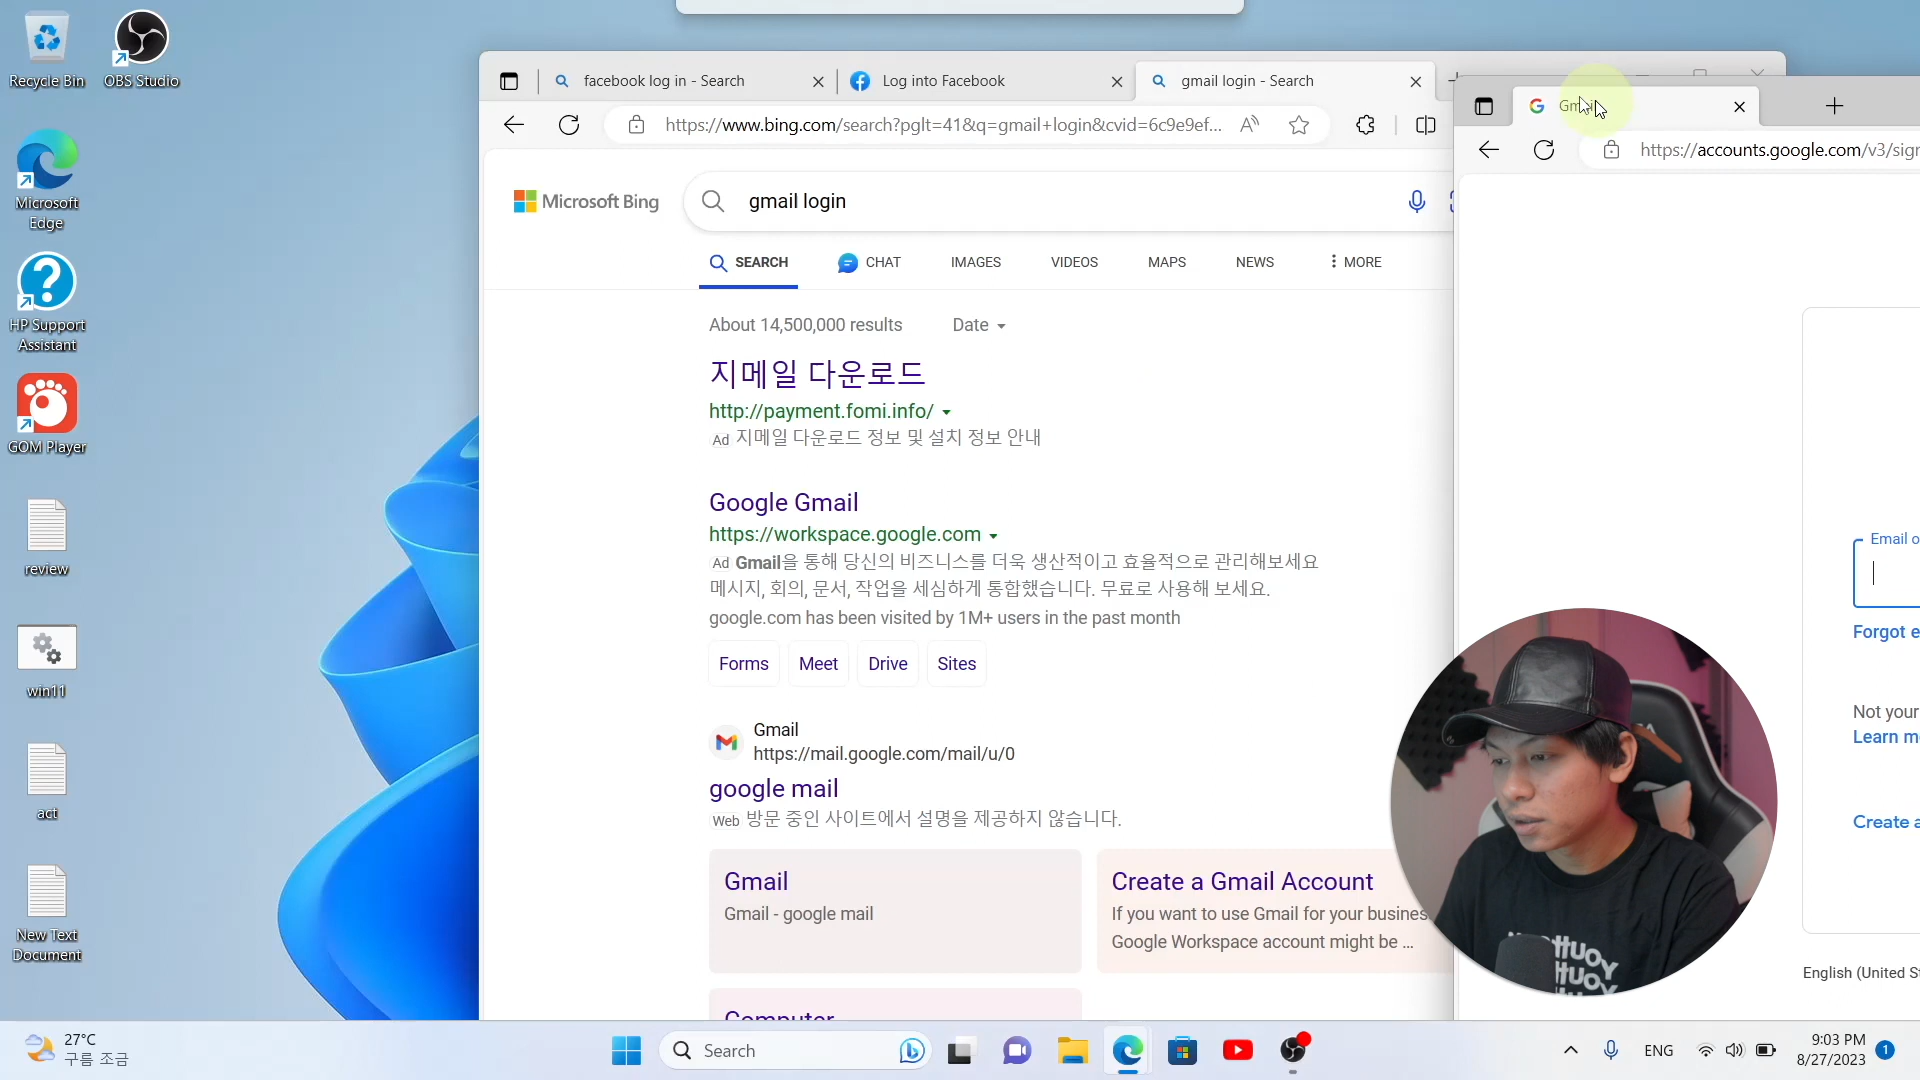 Recycle Bin
OBS Studio
Microsoft
Edge
HP Support
Assistant
GOM Player
review
win11
act
New Text
Document
facebook log in - Search
Log into Facebook
gmail login - Search
https://www.bing.com/search?pglt=41&q=gmail+login&cvid=6c9e9ef...
Microsoft Bing
gmail login
SEARCH
CHAT
IMAGES
VIDEOS
MAPS
NEWS
MORE
About 14,500,000 results
Date
지메일 다운로드
http://payment.fomi.info/
Ad 지메일 다운로드 정보 및 설치 정보 안내
Google Gmail
https://workspace.google.com
Ad Gmail을 통해 당신의 비즈니스를 더욱 생산적이고 효율적으로 관리해보세요
메시지, 회의, 문서, 작업을 세심하게 통합했습니다. 무료로 사용해 보세요.
google.com has been visited by 1M+ users in the past month
Forms
Meet
Drive
Sites
Gmail
https://mail.google.com/mail/u/0
google mail
Web 방문 중인 사이트에서 설명을 제공하지 않습니다.
Gmail
Gmail - google mail
Create a Gmail Account
If you want to use Gmail for your business
Google Workspace account might be ...
Computer
https://accounts.google.com/v3/sign
Email o
Forgot e
Not your
Learn m
Create a
English (United St
27°C
구름 조금
Search
ENG
9:03 PM
8/27/2023
1